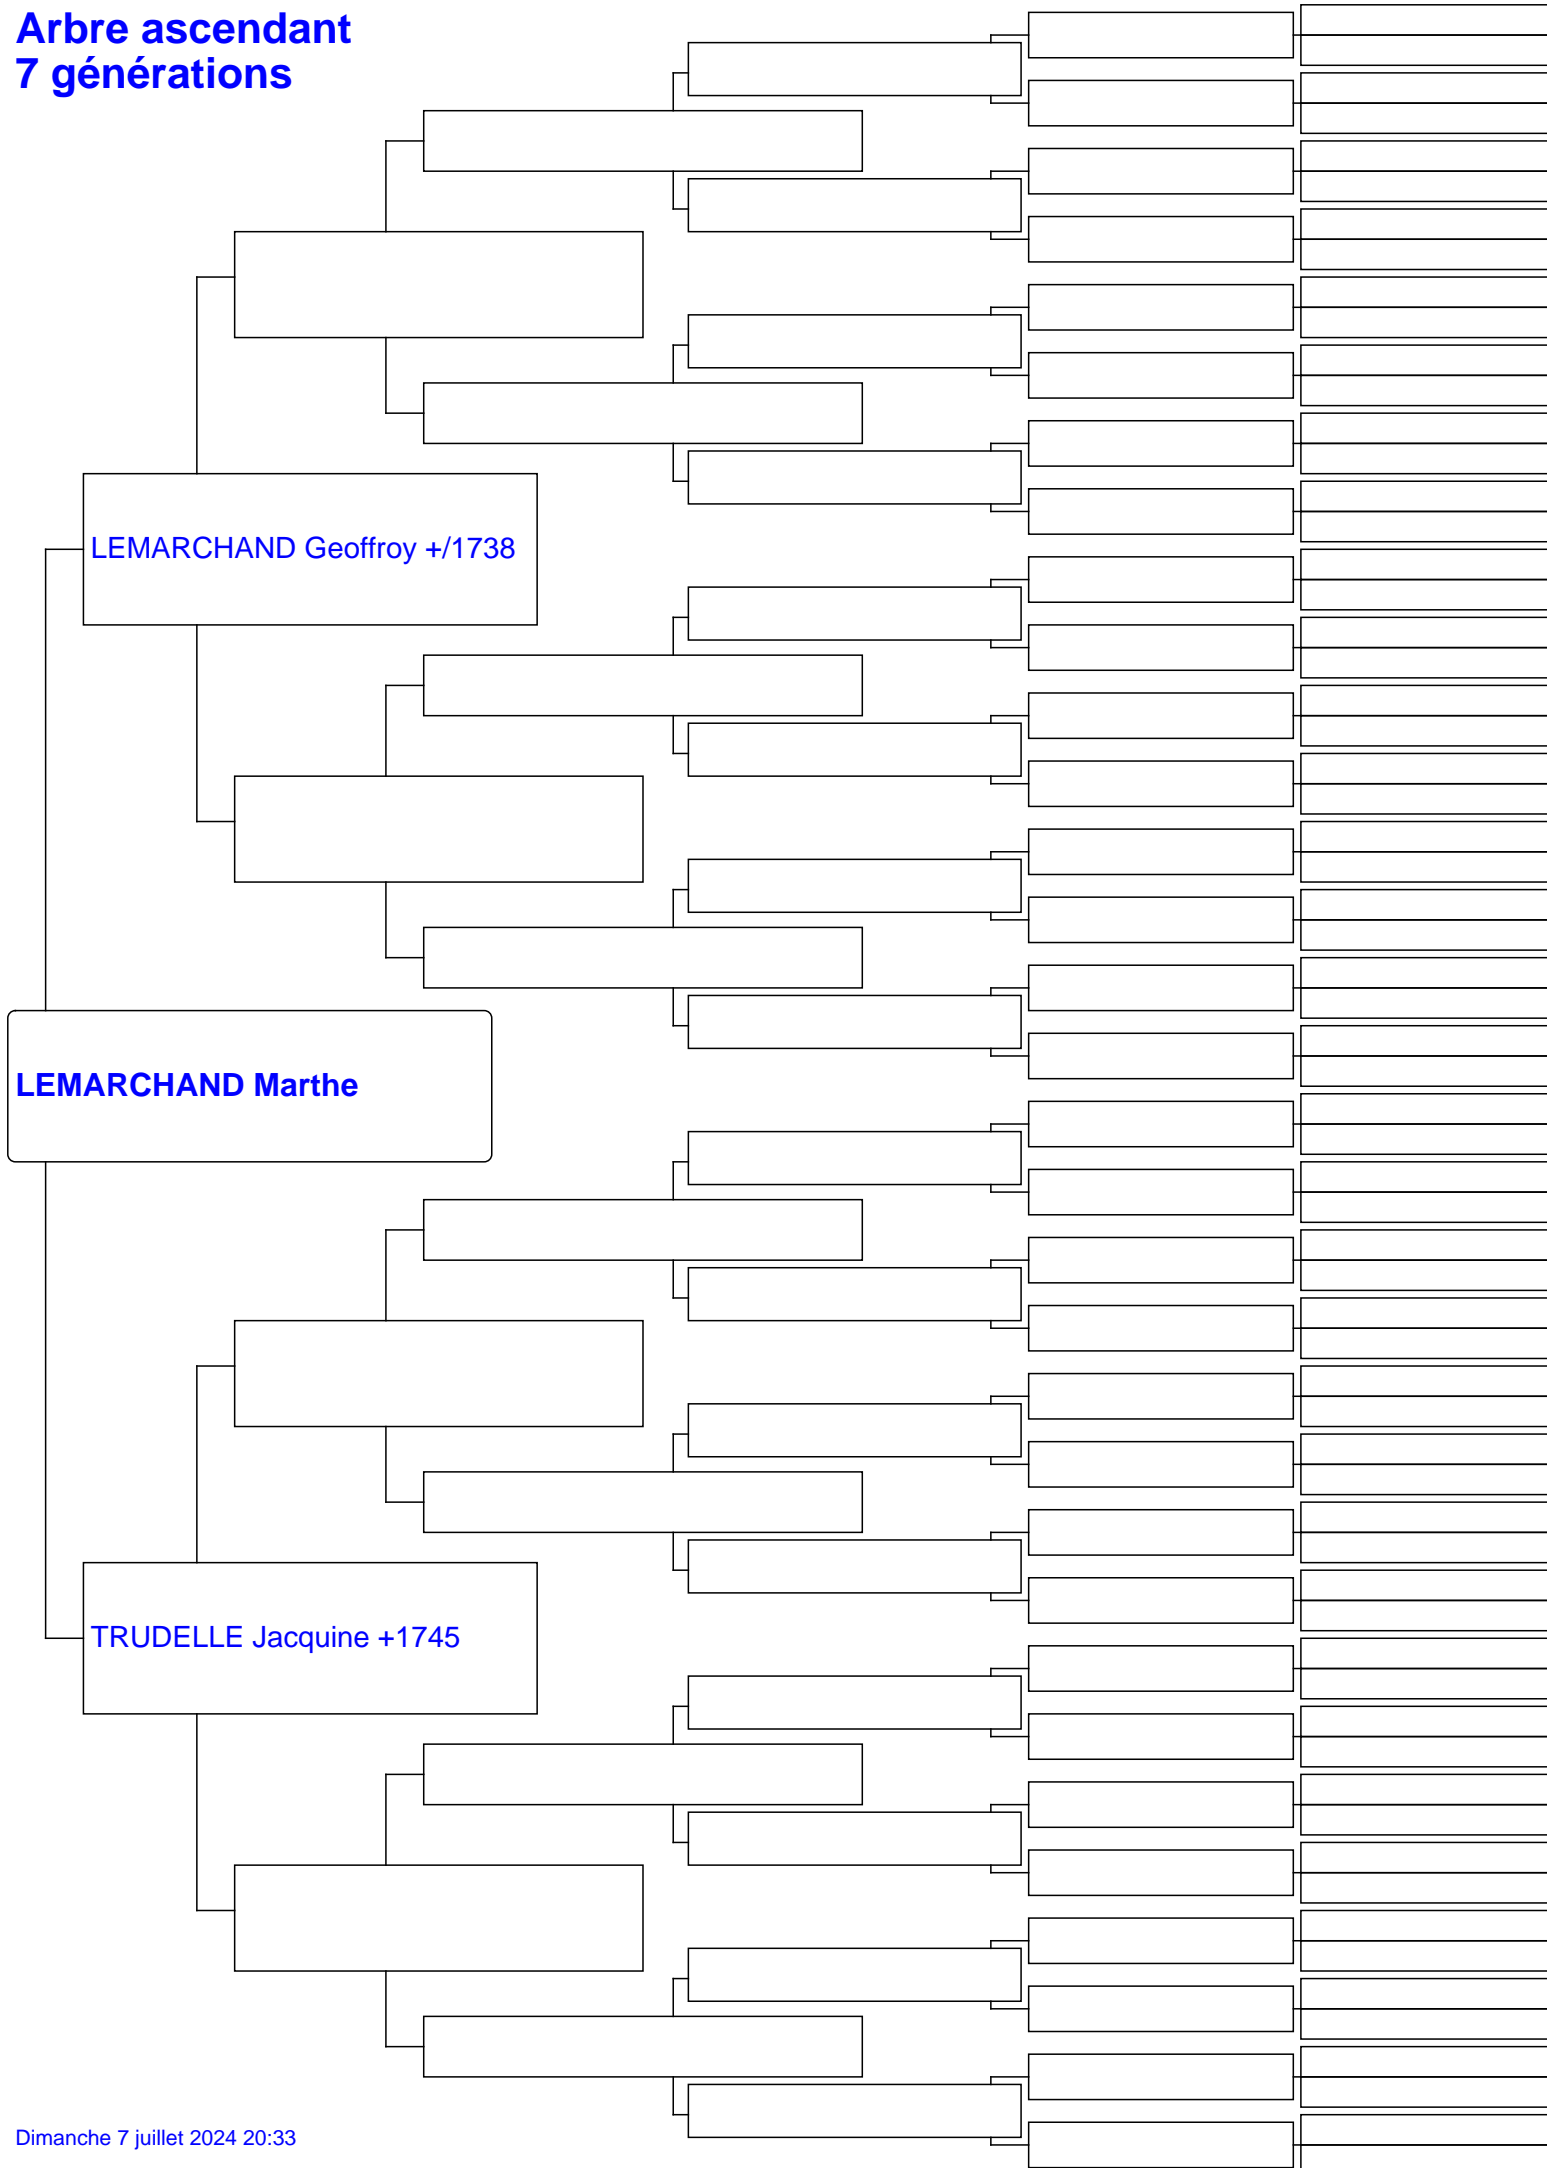 Arbre ascendant
7 générations
LEMARCHAND Geoffroy +/1738
LEMARCHAND Marthe
TRUDELLE Jacquine +1745
Dimanche 7 juillet 2024 20:33